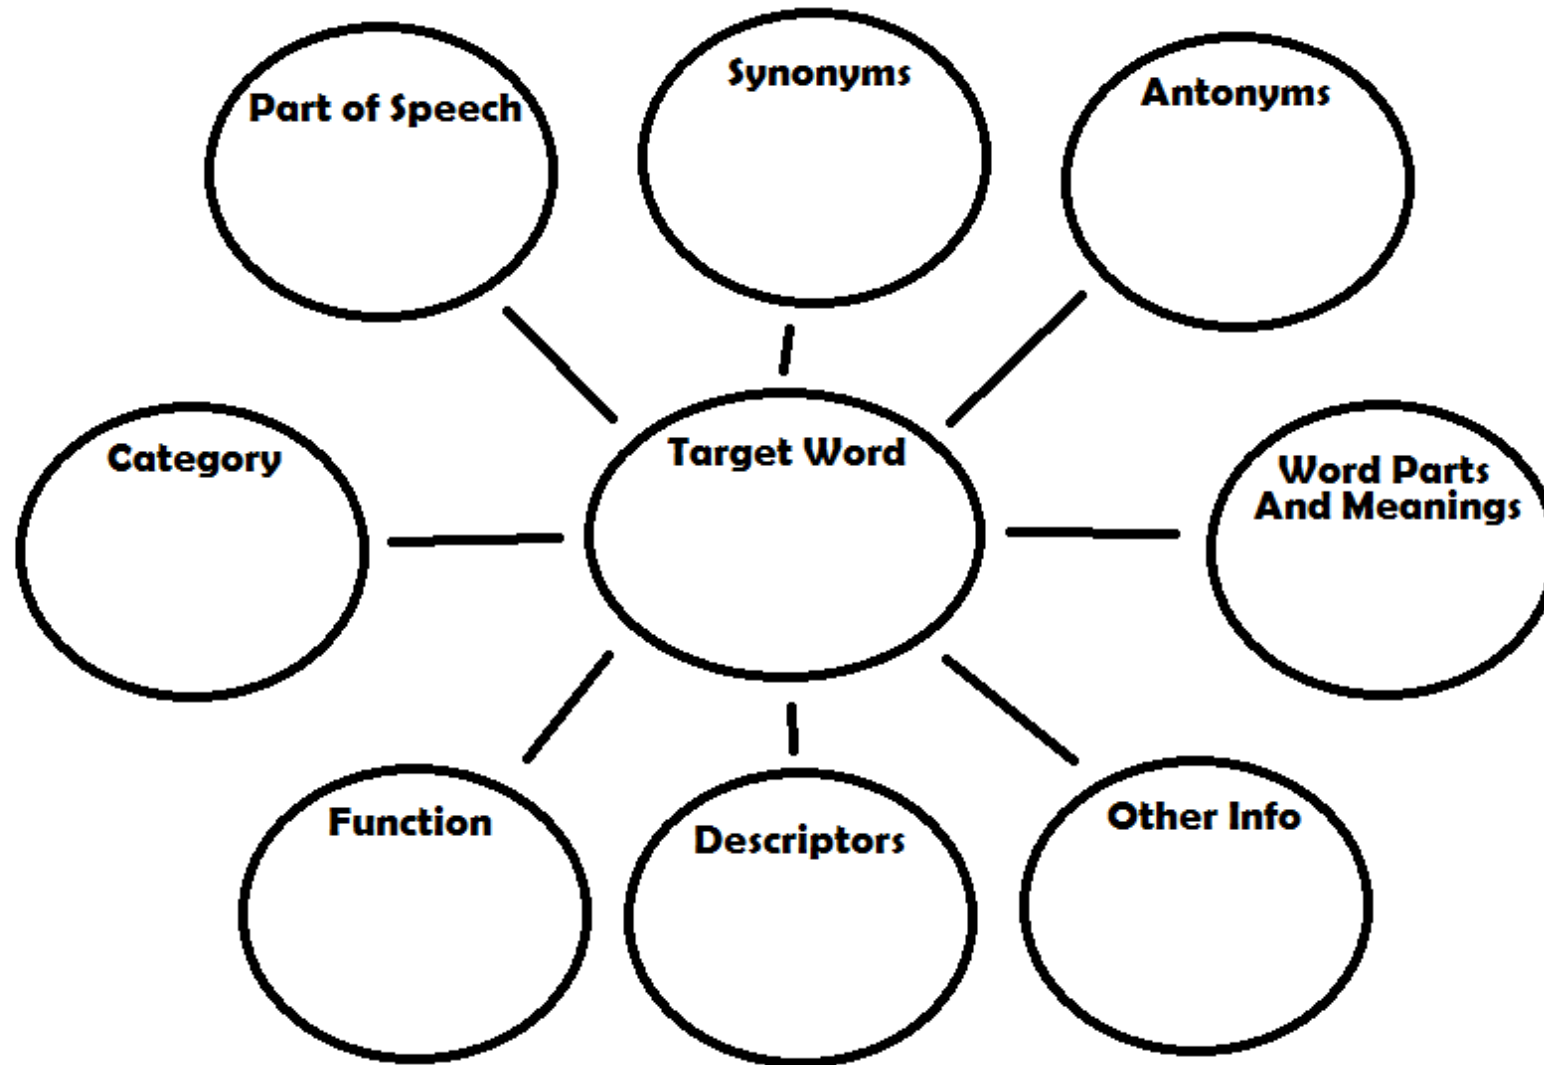 Part of Speech
Synonyms
Antonyms
Category
Target Word
Word Parts
And Meanings
Function
Descriptors
Other Info